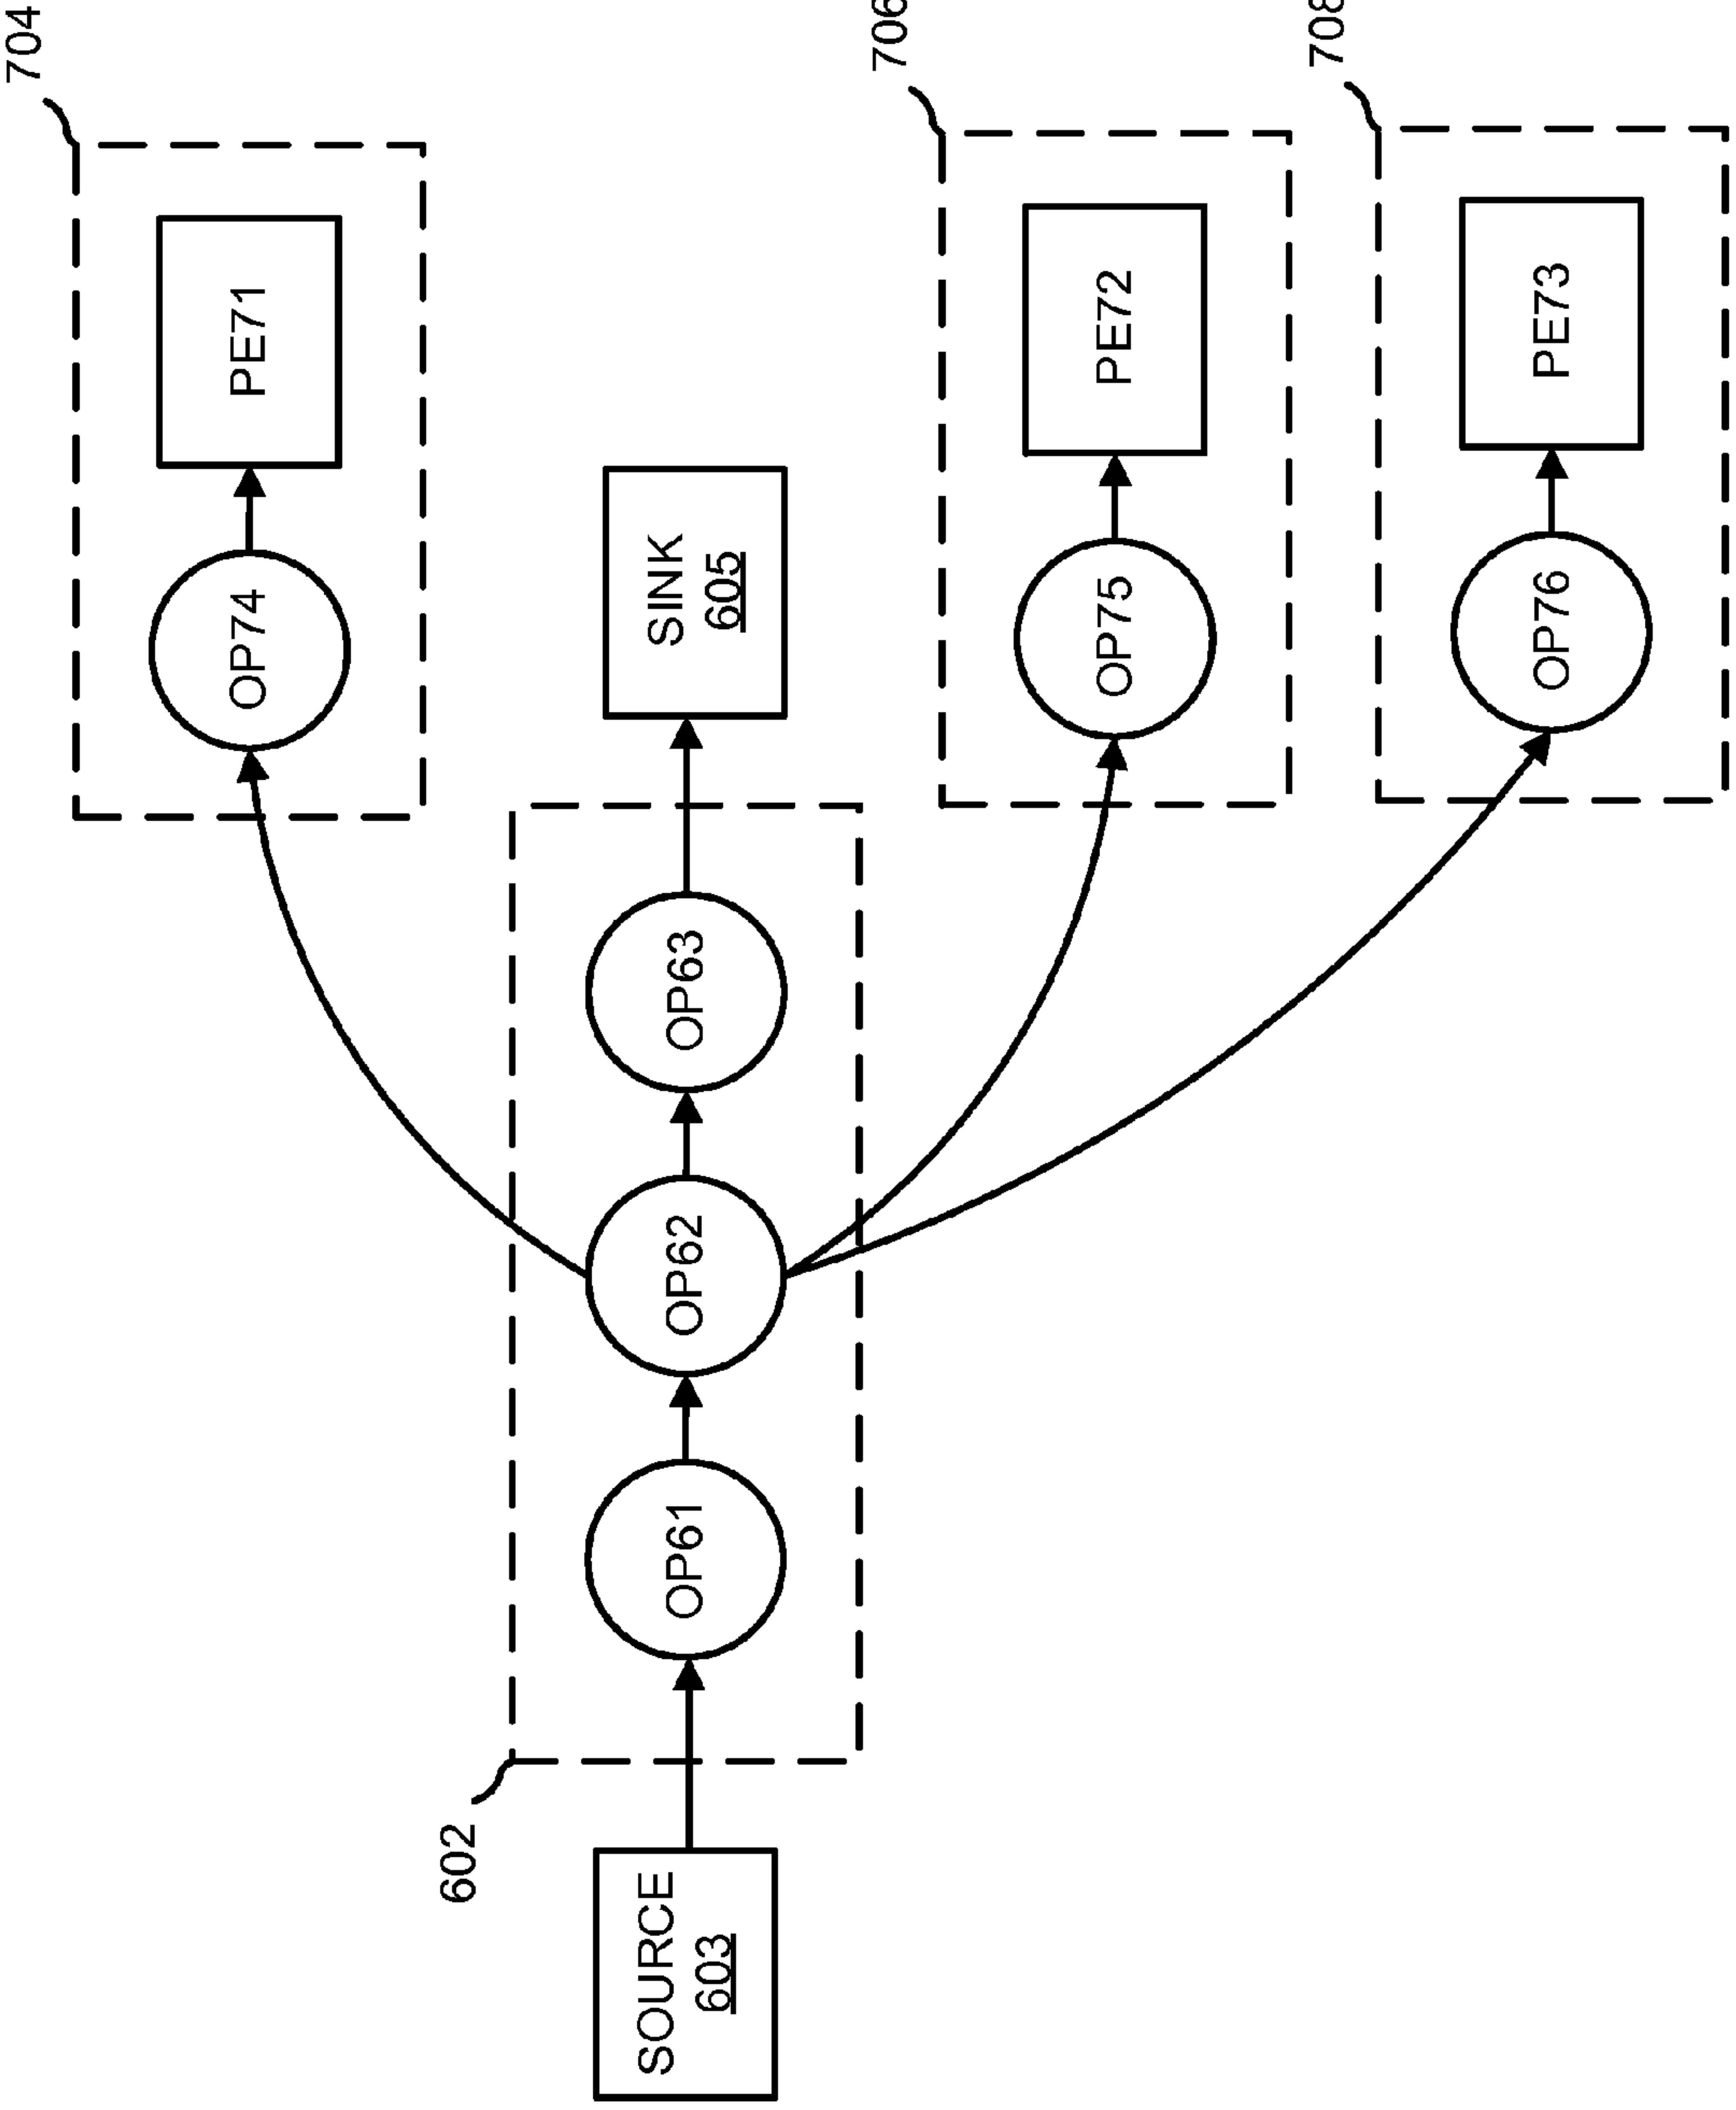 704
OP74
PE71
602
SOURCE
603
OP61
OP62
OP63
SINK
605
706
OP75
PE72
708
OP76
PE73